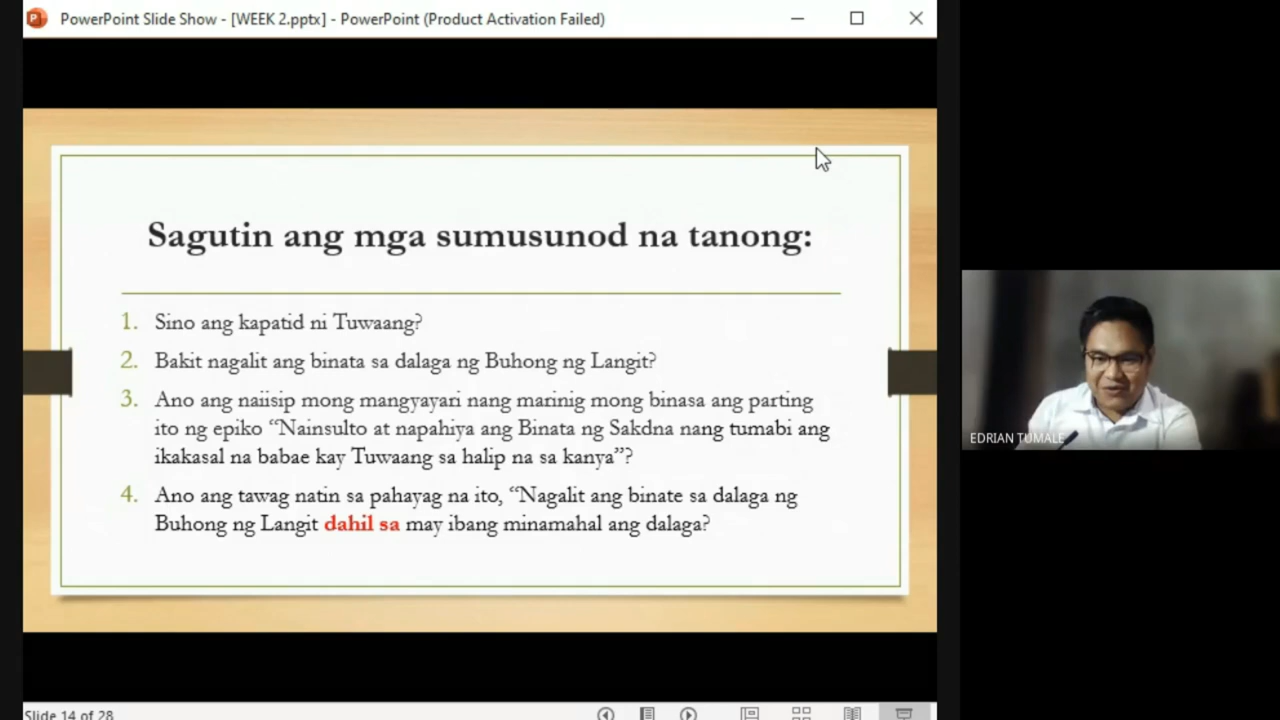 PowerPoint Slide Show - [WEEK 2.pptx] - PowerPoint (Product Activation Failed)
Sagutin ang mga sumusunod na tanong:
1. Sino ang kapatid ni Tuwaang?
2. Bakit nagalit ang binata sa dalaga ng Buhong ng Langit?
3. Ano ang naiisip mong mangyayari nang marinig mong binasa ang parting
ito ng epiko “Nainsulto at napahiya ang Binata ng Sakdna nang tumabi ang
ikakasal na babae kay Tuwaang sa halip na sa kanya”?
4. Ano ang tawag natin sa pahayag na ito, “Nagalit ang binate sa dalaga ng
Buhong ng Langit dahil sa may ibang minamahal ang dalaga?
EDRIAN TUMALE
Slide 14 of 28